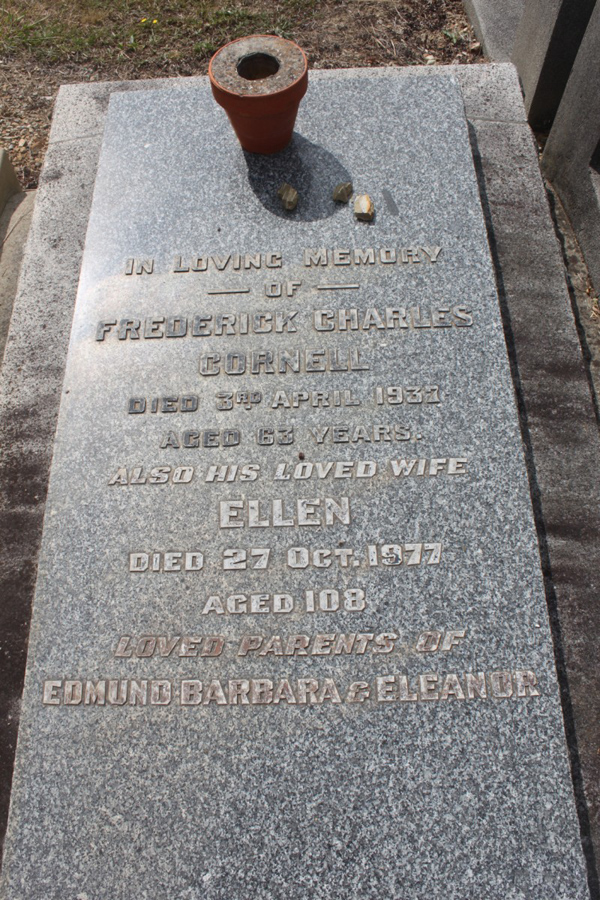 IN LOVING MEMORY
— OF —
FREDERICK CHARLES
CORNELL
DIED 3RD APRIL 1931
AGED 63 YEARS.
ALSO HIS LOVED WIFE
ELLEN
DIED 27 OCT. 1977
AGED 108
LOVED PARENTS OF
EDMUND·BARBARA & ELEANOR